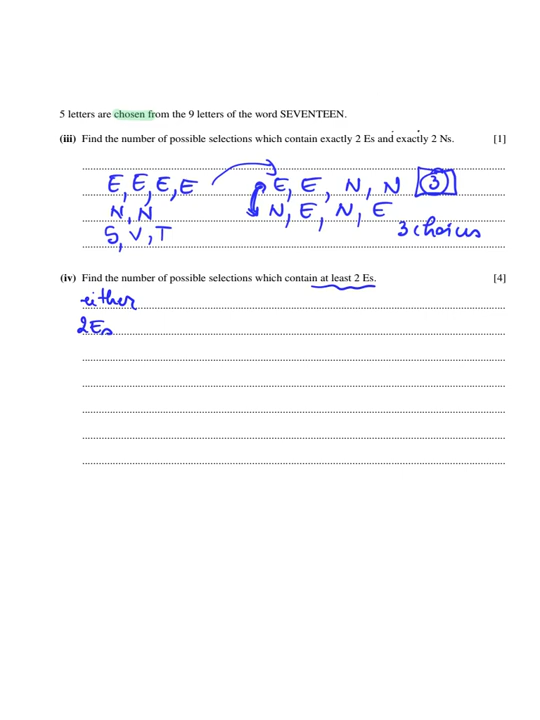 5 letters are chosen from the 9 letters of the word SEVENTEEN.
(iii) Find the number of possible selections which contain exactly 2 Es and exactly 2 Ns. [1]
E, E, E, E E, E, N, N 3
N, N N, E, N, E
S, V, T 3 choices
(iv) Find the number of possible selections which contain at least 2 Es. [4]
either
2Es